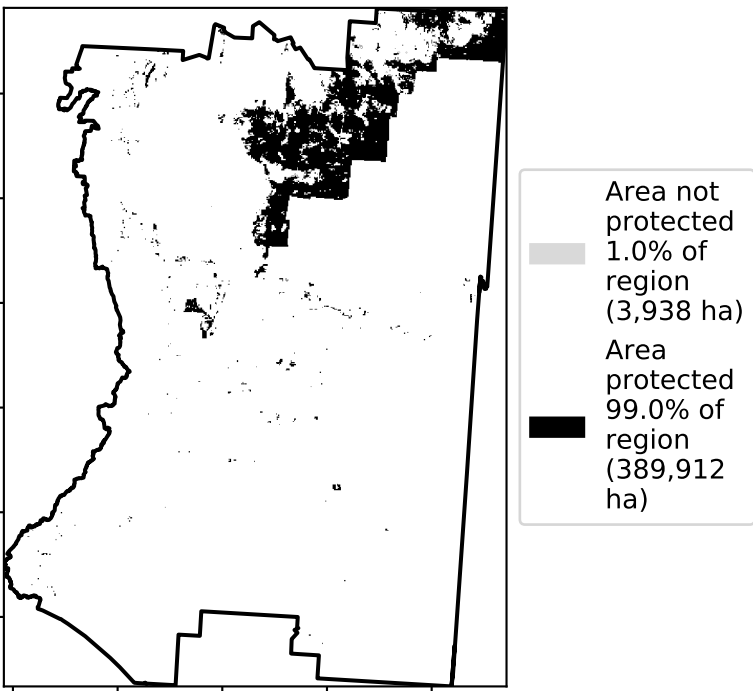 Area not
protected
1.0% of
region
(3,938 ha)
Area
protected
99.0% of
region
(389,912
ha)